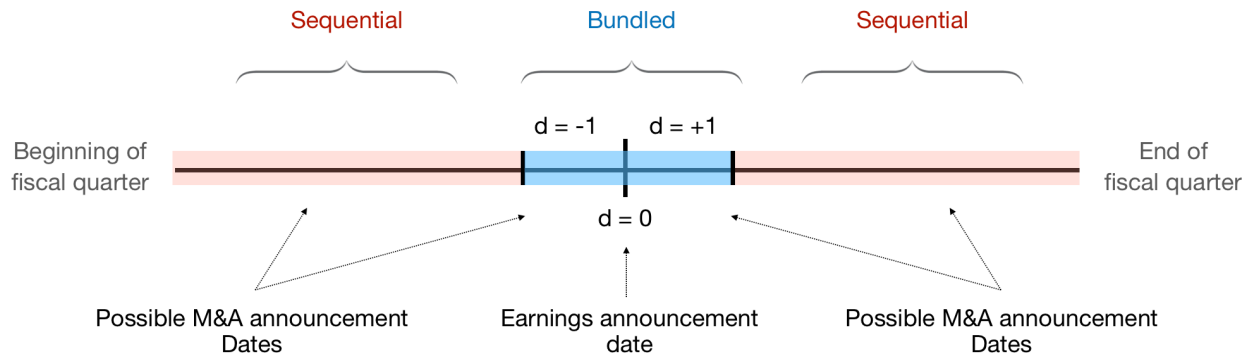 Sequential
Bundled
Sequential
d = -1
d = +1
Beginning of
fiscal quarter
End of
fiscal quarter
d = 0
Possible M&A announcement
Dates
Earnings announcement
date
Possible M&A announcement
Dates